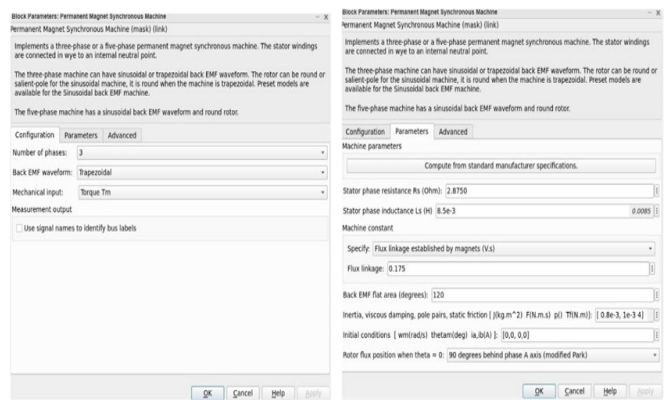 Block Parameters: Permanent Magnet Synchronous Machine
Permanent Magnet Synchronous Machine (mask) (link)
Implements a three-phase or a five-phase permanent magnet synchronous machine. The stator windings
are connected in wye to an internal neutral point.
The three-phase machine can have sinusoidal or trapezoidal back EMF waveform. The rotor can be round or
salient-pole for the sinusoidal machine, it is round when the machine is trapezoidal. Preset models are
available for the Sinusoidal back EMF machine.
The five-phase machine has a sinusoidal back EMF waveform and round rotor.
Configuration Parameters Advanced
Number of phases: 3
Back EMF waveform: Trapezoidal
Mechanical input: Torque Tm
Measurement output
Use signal names to identify bus labels
OK Cancel Help Apply
Block Parameters: Permanent Magnet Synchronous Machine
Permanent Magnet Synchronous Machine (mask) (link)
Implements a three-phase or a five-phase permanent magnet synchronous machine. The stator windings
are connected in wye to an internal neutral point.
The three-phase machine can have sinusoidal or trapezoidal back EMF waveform. The rotor can be round or
salient-pole for the sinusoidal machine, it is round when the machine is trapezoidal. Preset models are
available for the Sinusoidal back EMF machine.
The five-phase machine has a sinusoidal back EMF waveform and round rotor.
Configuration Parameters Advanced
Machine parameters
Compute from standard manufacturer specifications.
Stator phase resistance Rs (Ohm): 2.8750
Stator phase inductance Ls (H) 8.5e-3 0.0085
Machine constant
Specify: Flux linkage established by magnets (V.s)
Flux linkage: 0.175
Back EMF flat area (degrees): 120
Inertia, viscous damping, pole pairs, static friction [ J(kg.m^2) F(N.m.s) p() Tf(N.m)]: [ 0.8e-3, 1e-3 4]
Initial conditions [ wm(rad/s) thetam(deg) ia,ib(A) ]: [0,0, 0,0]
Rotor flux position when theta = 0: 90 degrees behind phase A axis (modified Park)
OK Cancel Help Apply